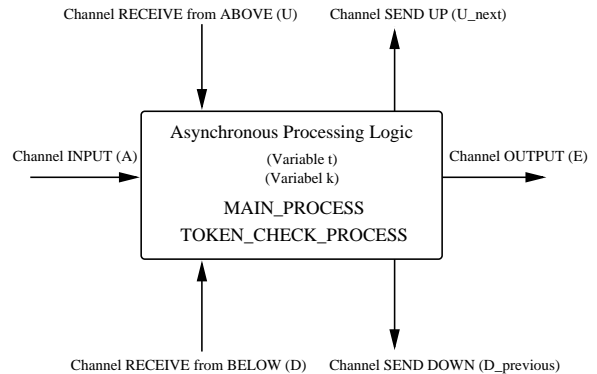 Channel RECEIVE from ABOVE (U)
Channel SEND UP (U_next)
Asynchronous Processing Logic
Channel INPUT (A)
Channel OUTPUT (E)
(Variable t)
(Variabel k)
MAIN_PROCESS
TOKEN_CHECK_PROCESS
Channel RECEIVE from BELOW (D)
Channel SEND DOWN (D_previous)